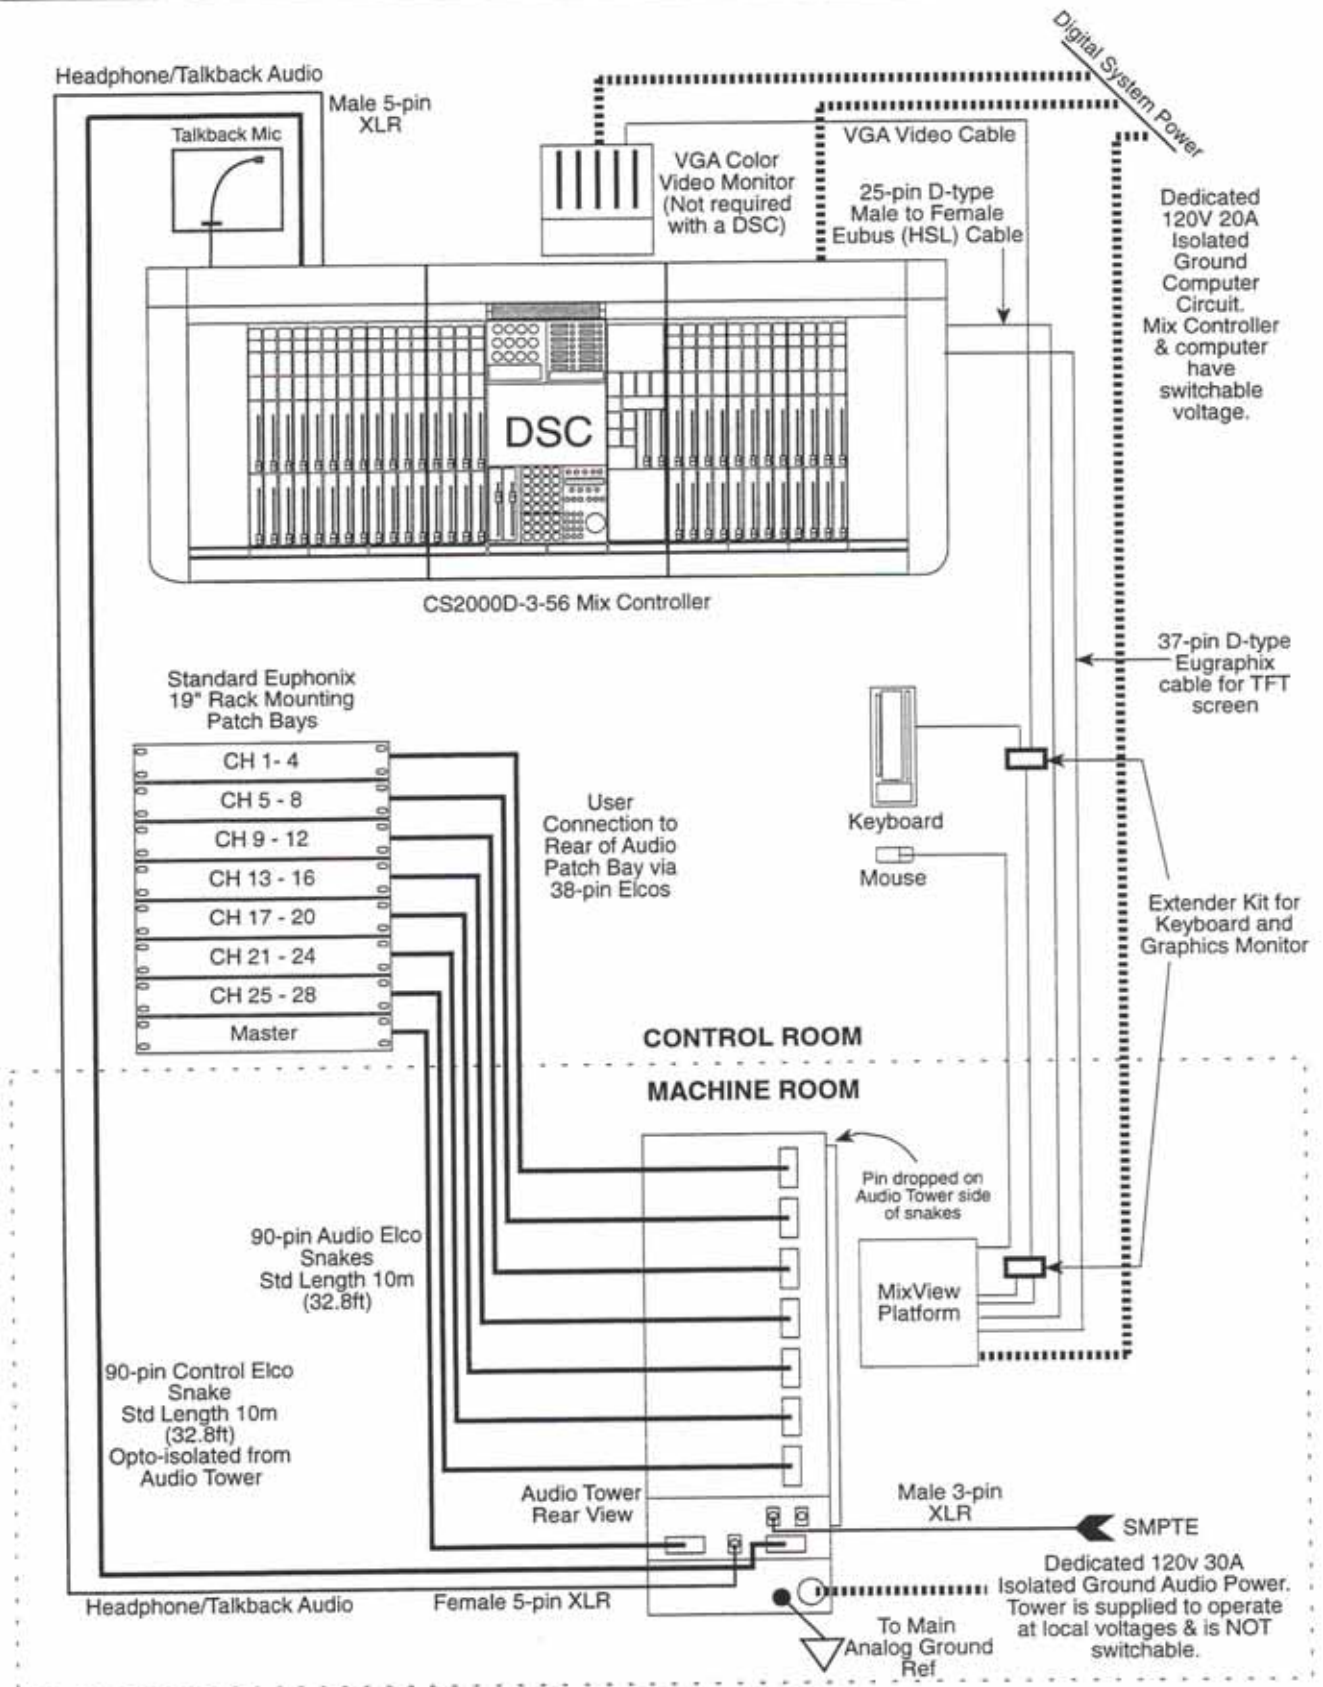 Headphone/Talkback Audio
Male 5-pin
XLR
Talkback Mic
Digital System Power
VGA Video Cable
VGA Color
Video Monitor
(Not required
with a DSC)
25-pin D-type
Male to Female
Eubus (HSL) Cable
Dedicated
120V 20A
Isolated
Ground
Computer
Circuit.
Mix Controller
& computer
have
switchable
voltage.
DSC
CS2000D-3-56 Mix Controller
37-pin D-type
Eugraphix
cable for TFT
screen
Standard Euphonix
19" Rack Mounting
Patch Bays
CH 1- 4
CH 5 - 8
CH 9 - 12
CH 13 - 16
CH 17 - 20
CH 21 - 24
CH 25 - 28
Master
User
Connection to
Rear of Audio
Patch Bay via
38-pin Elcos
Keyboard
Mouse
Extender Kit for
Keyboard and
Graphics Monitor
CONTROL ROOM
MACHINE ROOM
Pin dropped on
Audio Tower side
of snakes
90-pin Audio Elco
Snakes
Std Length 10m
(32.8ft)
MixView
Platform
90-pin Control Elco
Snake
Std Length 10m
(32.8ft)
Opto-isolated from
Audio Tower
Audio Tower
Rear View
Male 3-pin
XLR
SMPTE
Dedicated 120v 30A
Isolated Ground Audio Power.
Tower is supplied to operate
at local voltages & is NOT
switchable.
Headphone/Talkback Audio
Female 5-pin XLR
To Main
Analog Ground
Ref